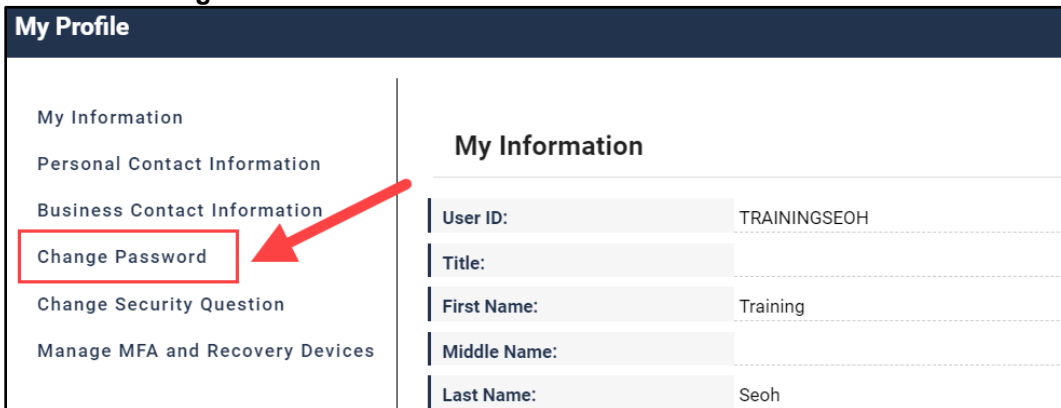 My Profile
My Information
Personal Contact Information
Business Contact Information
Change Password
Change Security Question
Manage MFA and Recovery Devices
My Information
User ID: TRAININGSEOH
Title:
First Name: Training
Middle Name:
Last Name: Seoh